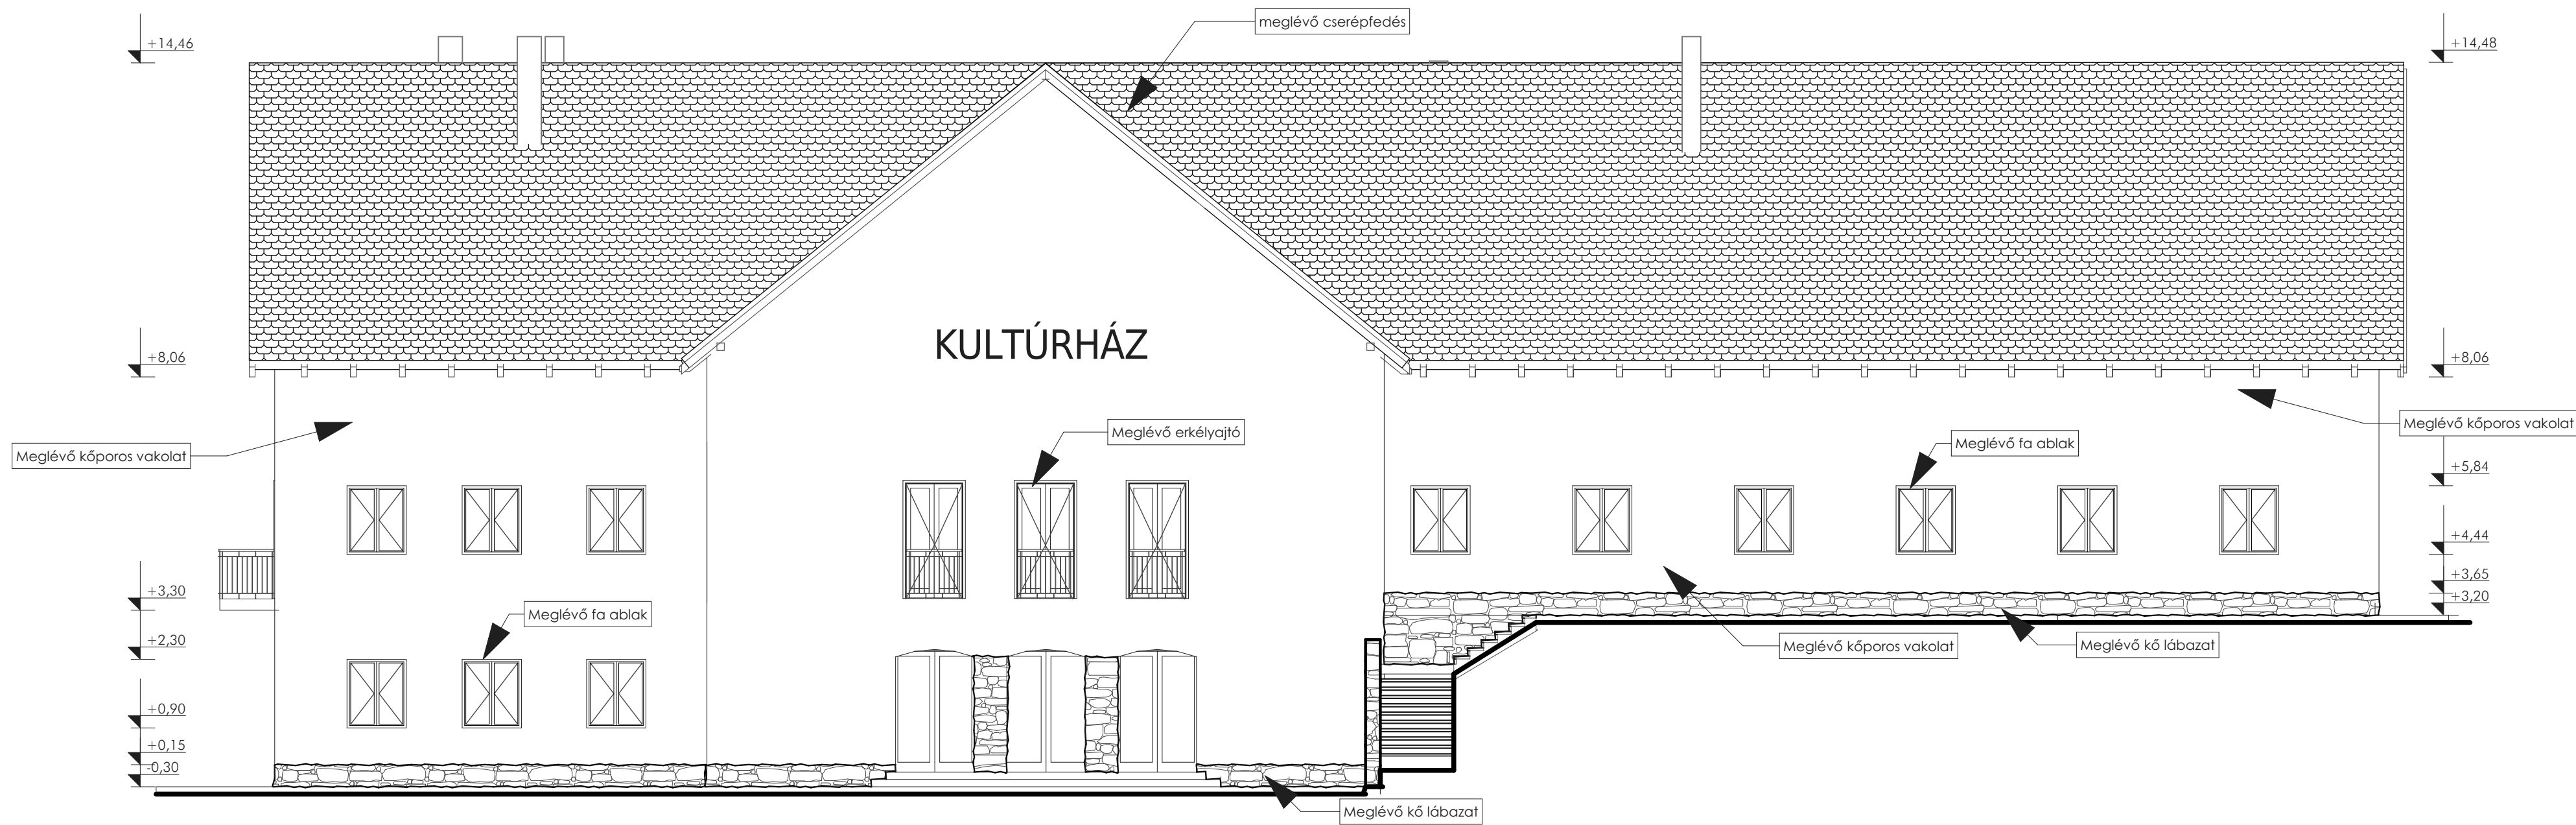 meglévő cserépfedés
+14,46
+14,48
KULTÚRHÁZ
+8,06
+8,06
Meglévő kőporos vakolat
Meglévő erkélyajtó
Meglévő fa ablak
Meglévő kőporos vakolat
+5,84
+4,44
+3,65
+3,20
+3,30
Meglévő fa ablak
+2,30
Meglévő kőporos vakolat
Meglévő kő lábazat
+0,90
+0,15
-0,30
Meglévő kő lábazat